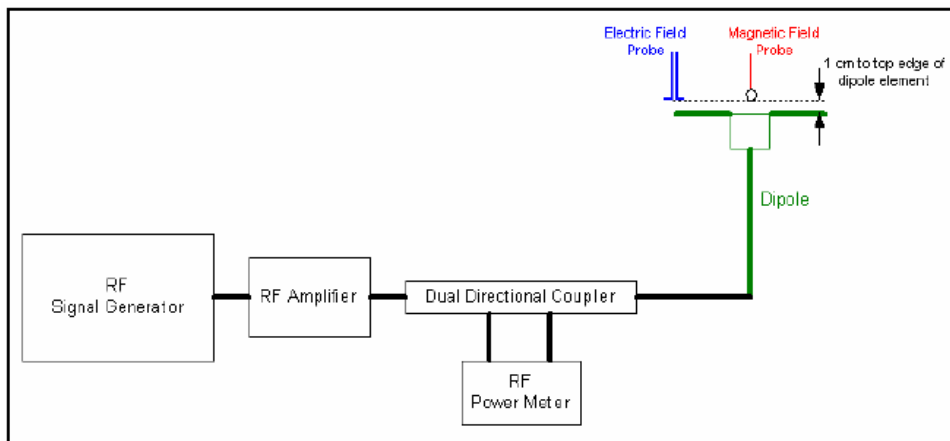 Electric Field
Probe
Magnetic Field
Probe
1 cm to top edge of
dipole element
Dipole
RF
Signal Generator
RF Amplifier
Dual Directional Coupler
RF
Power Meter